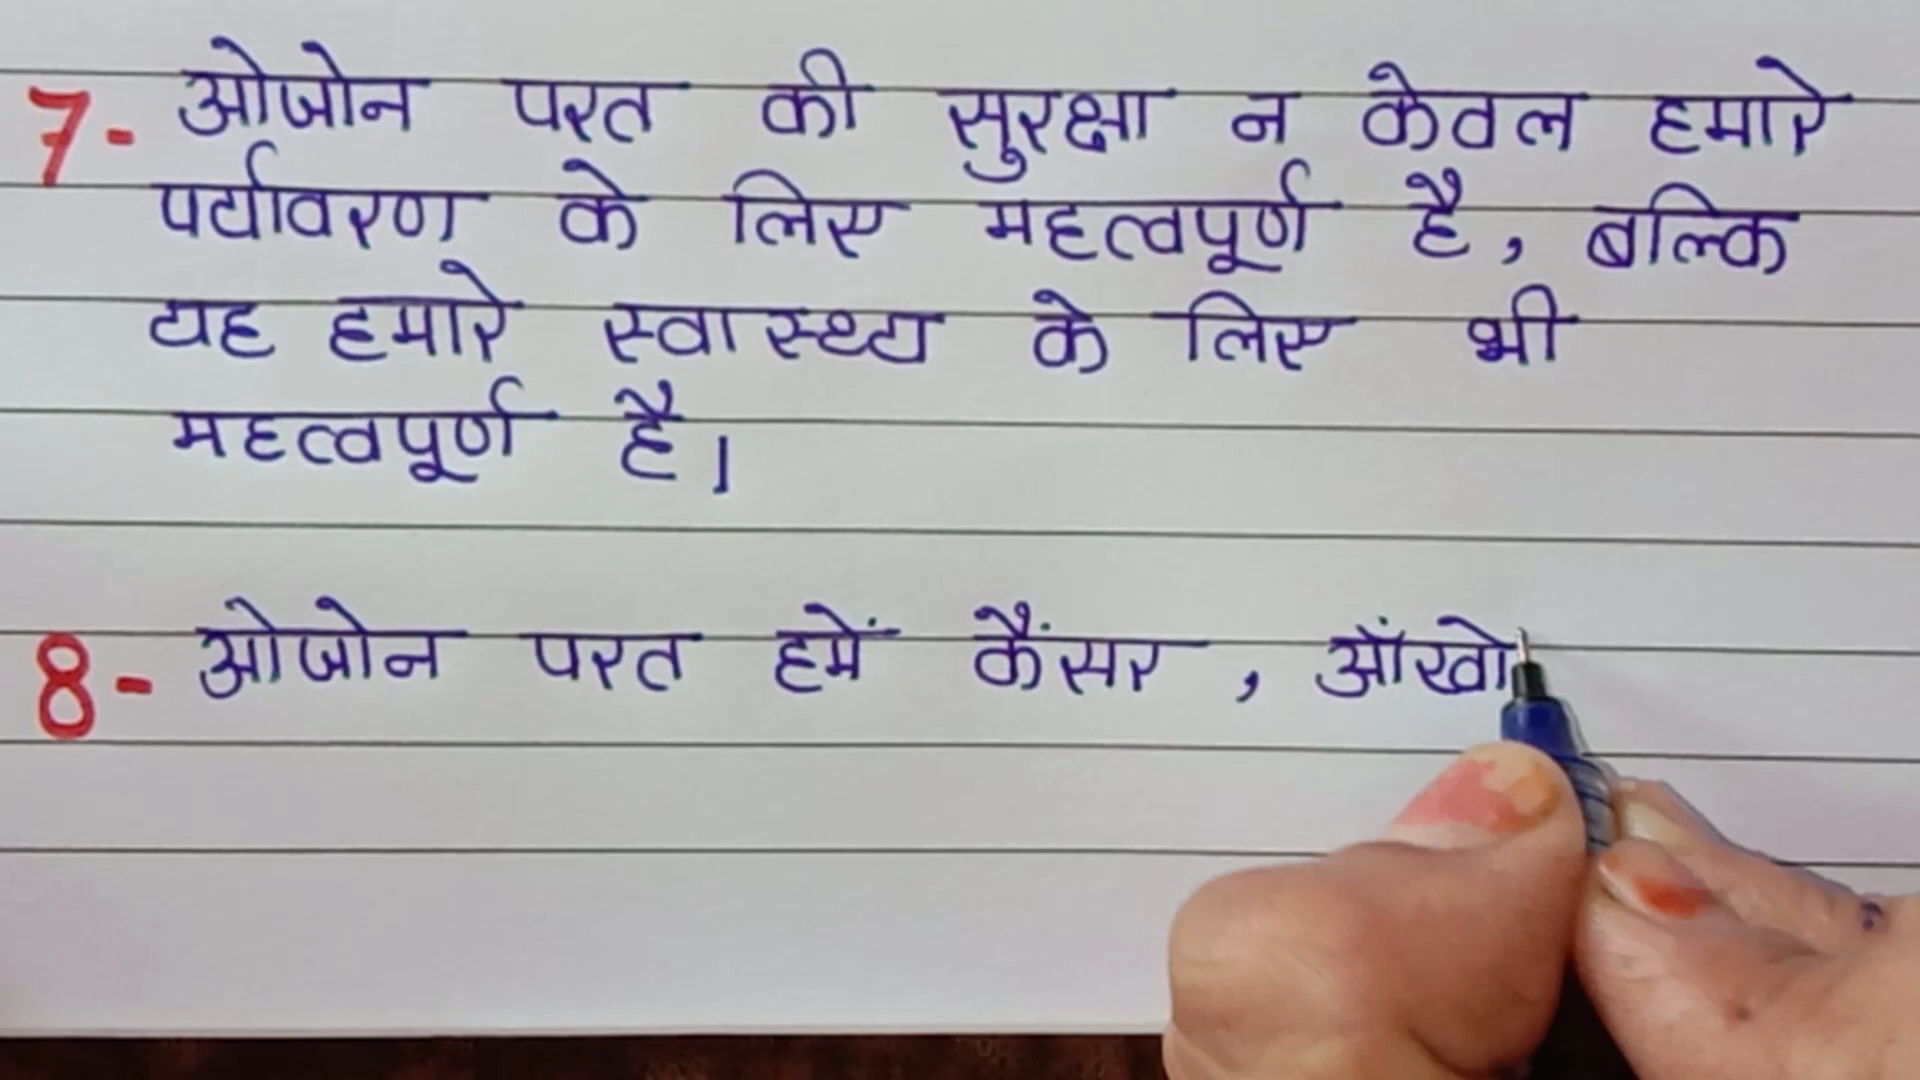 7- ओजोन परत की सुरक्षा न केवल हमारे
पर्यावरण के लिए महत्वपूर्ण है, बल्कि
यह हमारे स्वास्थ्य के लिए भी
महत्वपूर्ण है।
8- ओजोन परत हमें कैंसर, आँखो